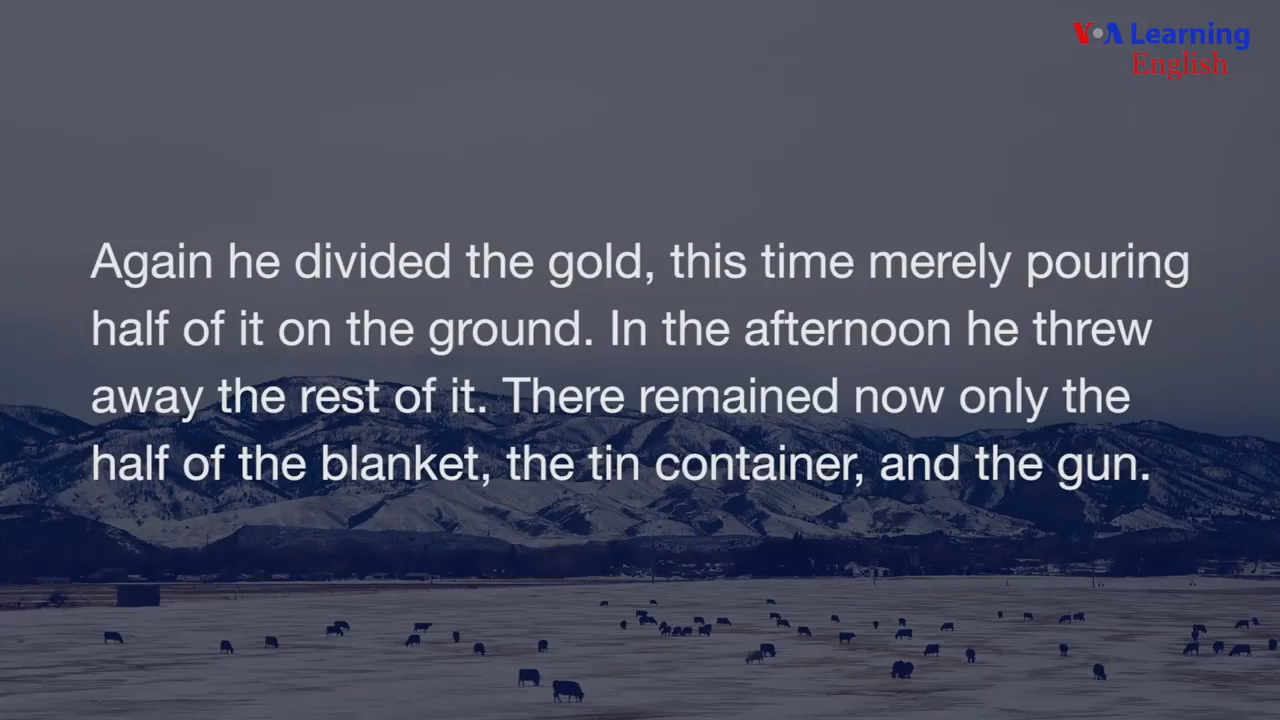 VOA Learning
English
Again he divided the gold, this time merely pouring
half of it on the ground. In the afternoon he threw
away the rest of it. There remained now only the
half of the blanket, the tin container, and the gun.